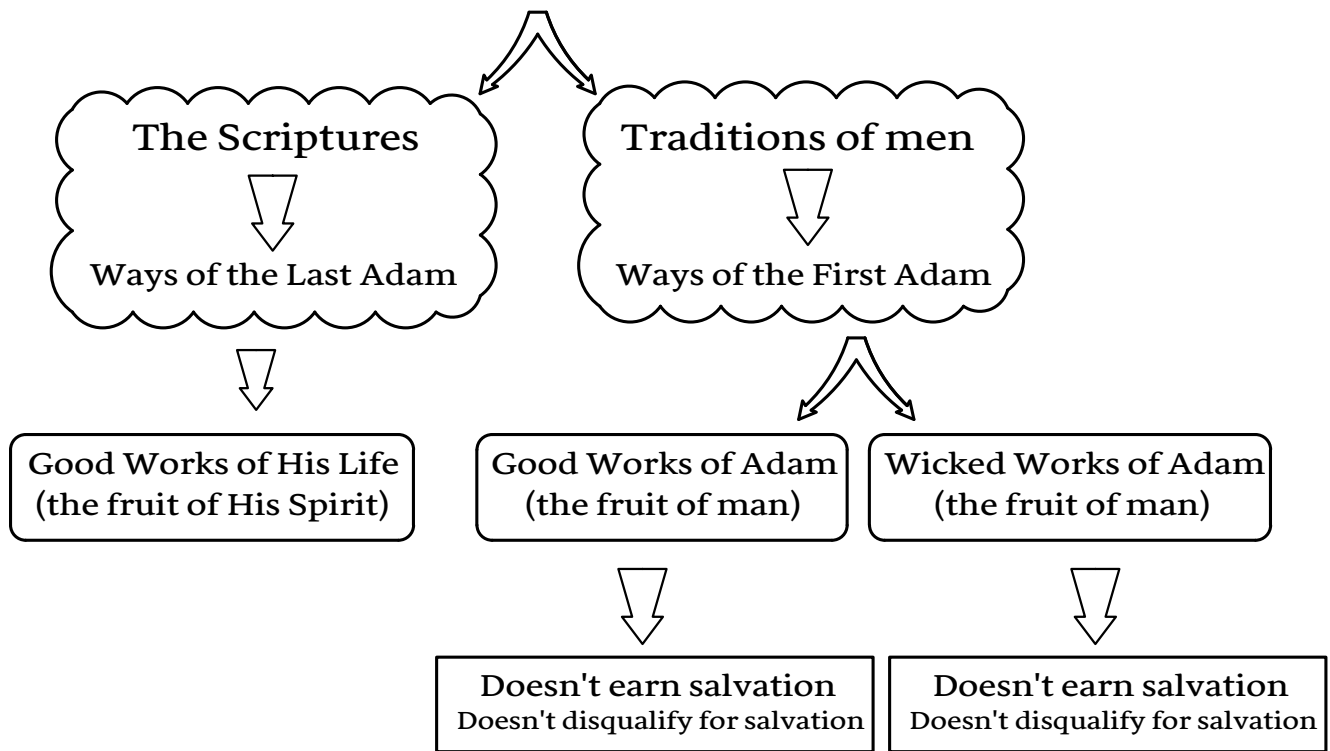 The Scriptures
Ways of the Last Adam
Traditions of men
Ways of the First Adam
Good Works of His Life
(the fruit of His Spirit)
Good Works of Adam
(the fruit of man)
Wicked Works of Adam
(the fruit of man)
Doesn't earn salvation
Doesn't disqualify for salvation
Doesn't earn salvation
Doesn't disqualify for salvation